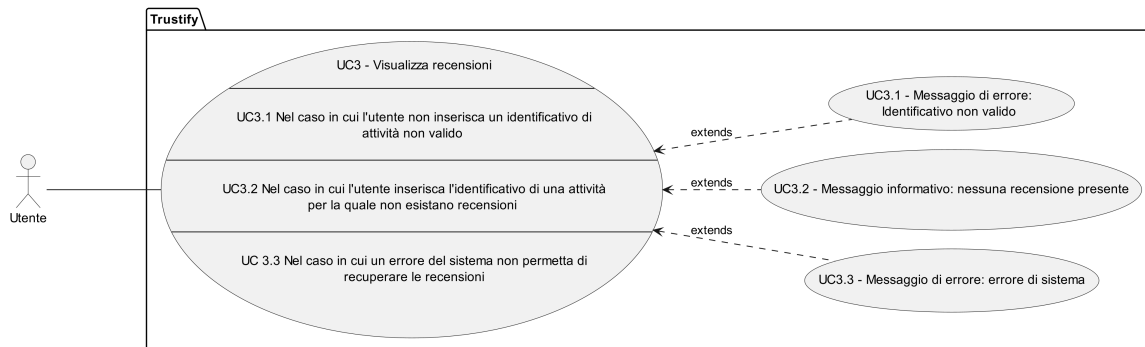 Trustify
UC3 - Visualizza recensioni
UC3.1 Nel caso in cui l'utente non inserisca un identificativo di
attività non valido
UC3.2 Nel caso in cui l'utente inserisca l'identificativo di una attività
per la quale non esistano recensioni
UC 3.3 Nel caso in cui un errore del sistema non permetta di
recuperare le recensioni
Utente
extends
extends
extends
UC3.1 - Messaggio di errore:
Identificativo non valido
UC3.2 - Messaggio informativo: nessuna recensione presente
UC3.3 - Messaggio di errore: errore di sistema